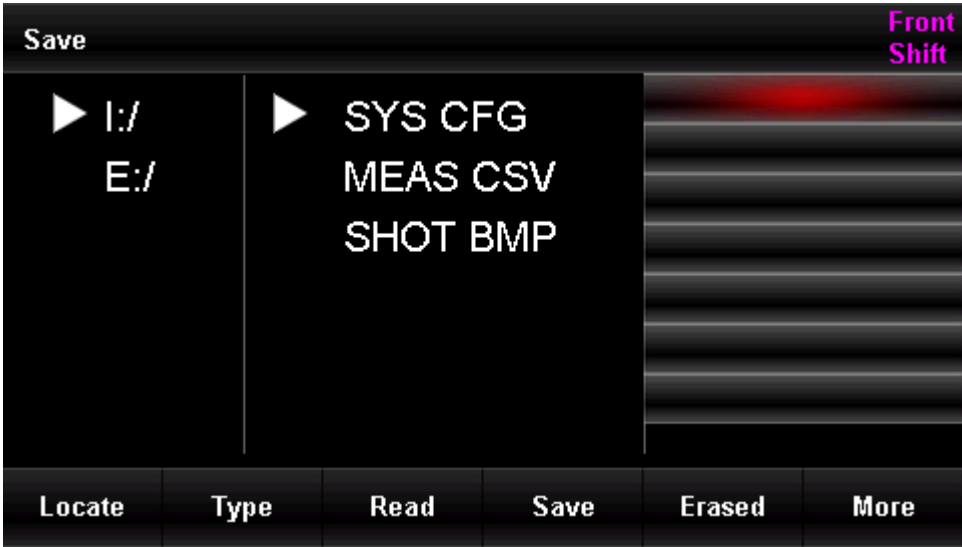 Save
Front
Shift
I:/
E:/
SYS CFG
MEAS CSV
SHOT BMP
Locate
Type
Read
Save
Erased
More